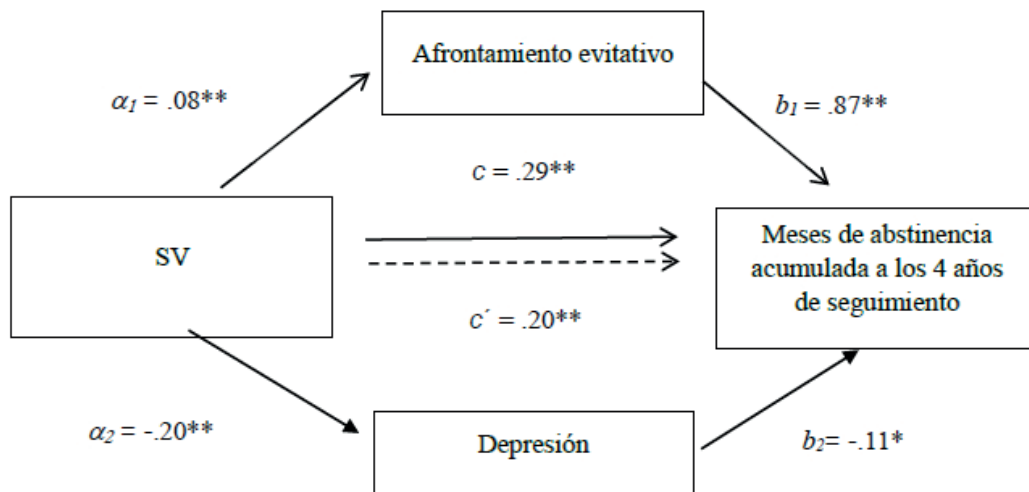 Afrontamiento evitativo
α1 = .08**
b1 = .87**
c = .29**
SV
Meses de abstinencia
acumulada a los 4 años
de seguimiento
c´ = .20**
α2 = -.20**
Depresión
b2= -.11*